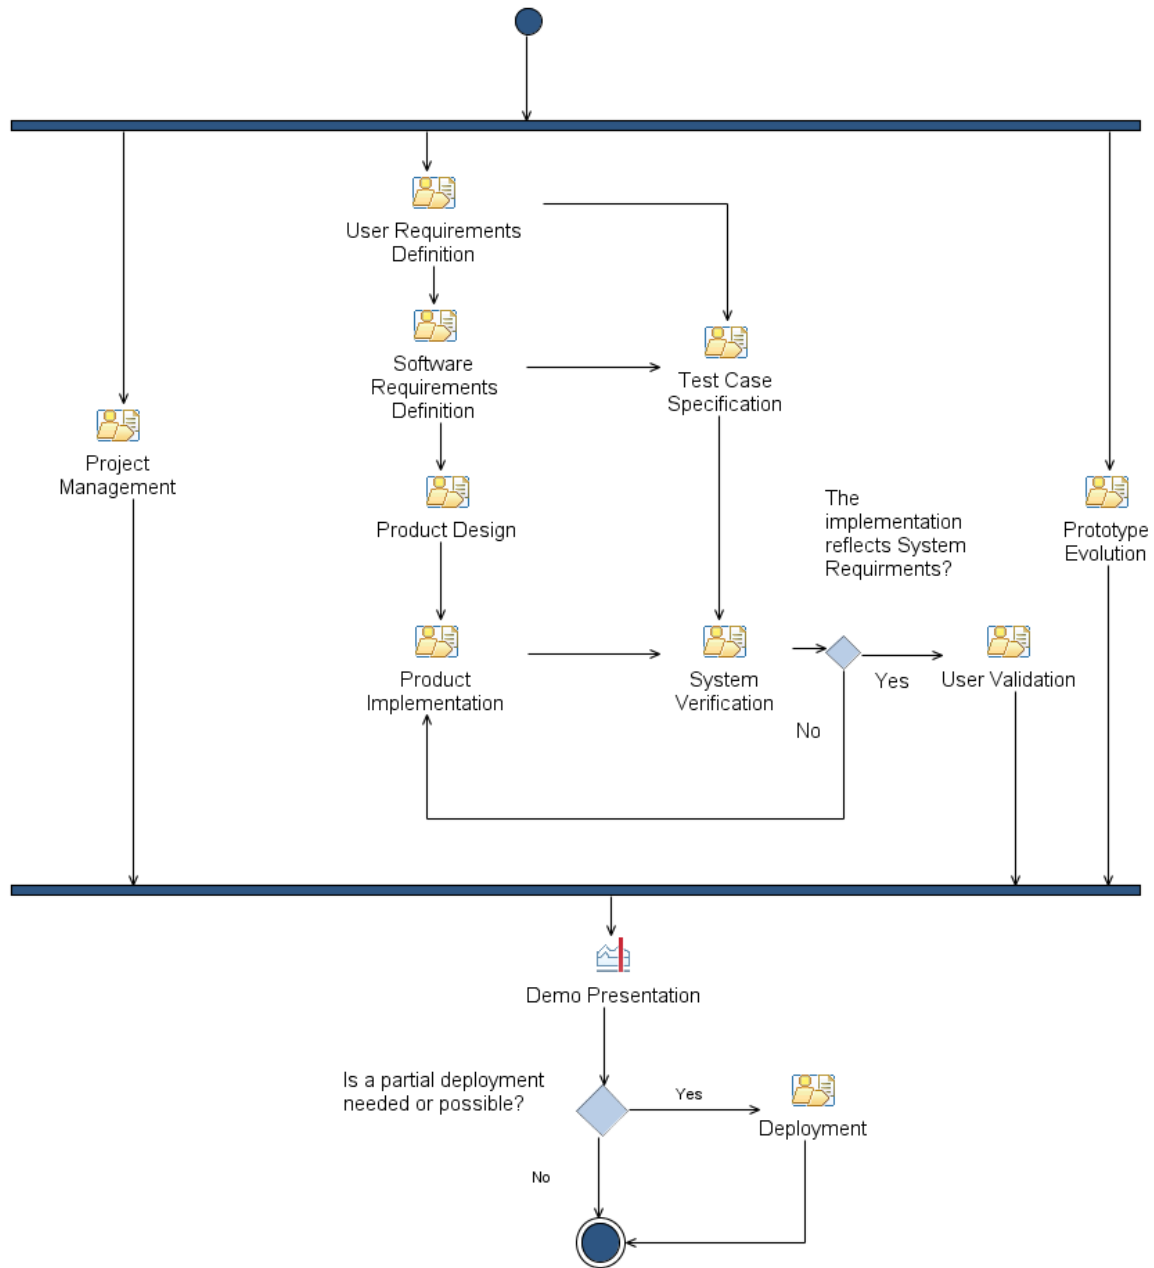 User Requirements
Definition
Software
Requirements
Definition
Test Case
Specification
Project
Management
Product Design
The
implementation
reflects System
Requirments?
Prototype
Evolution
Product
Implementation
System
Verification
Yes
User Validation
No
Demo Presentation
Is a partial deployment
needed or possible?
Yes
Deployment
No